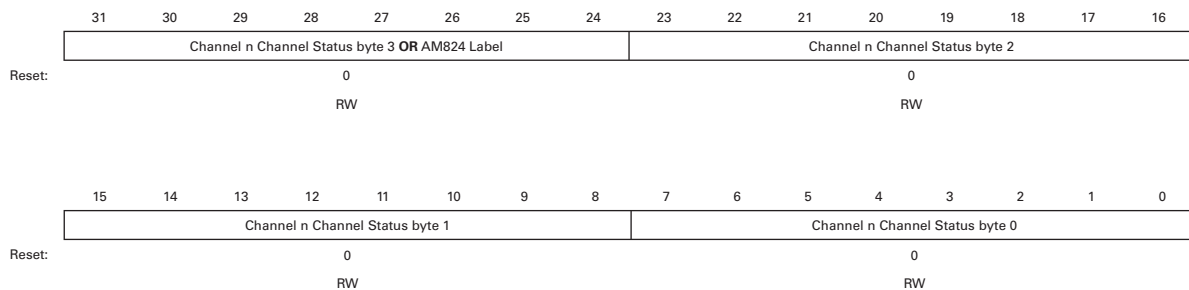 31 30 29 28 27 26 25 24 23 22 21 20 19 18 17 16
Channel n Channel Status byte 3 OR AM824 Label Channel n Channel Status byte 2
Reset: 0 0
RW RW
15 14 13 12 11 10 9 8 7 6 5 4 3 2 1 0
Channel n Channel Status byte 1 Channel n Channel Status byte 0
Reset: 0 0
RW RW